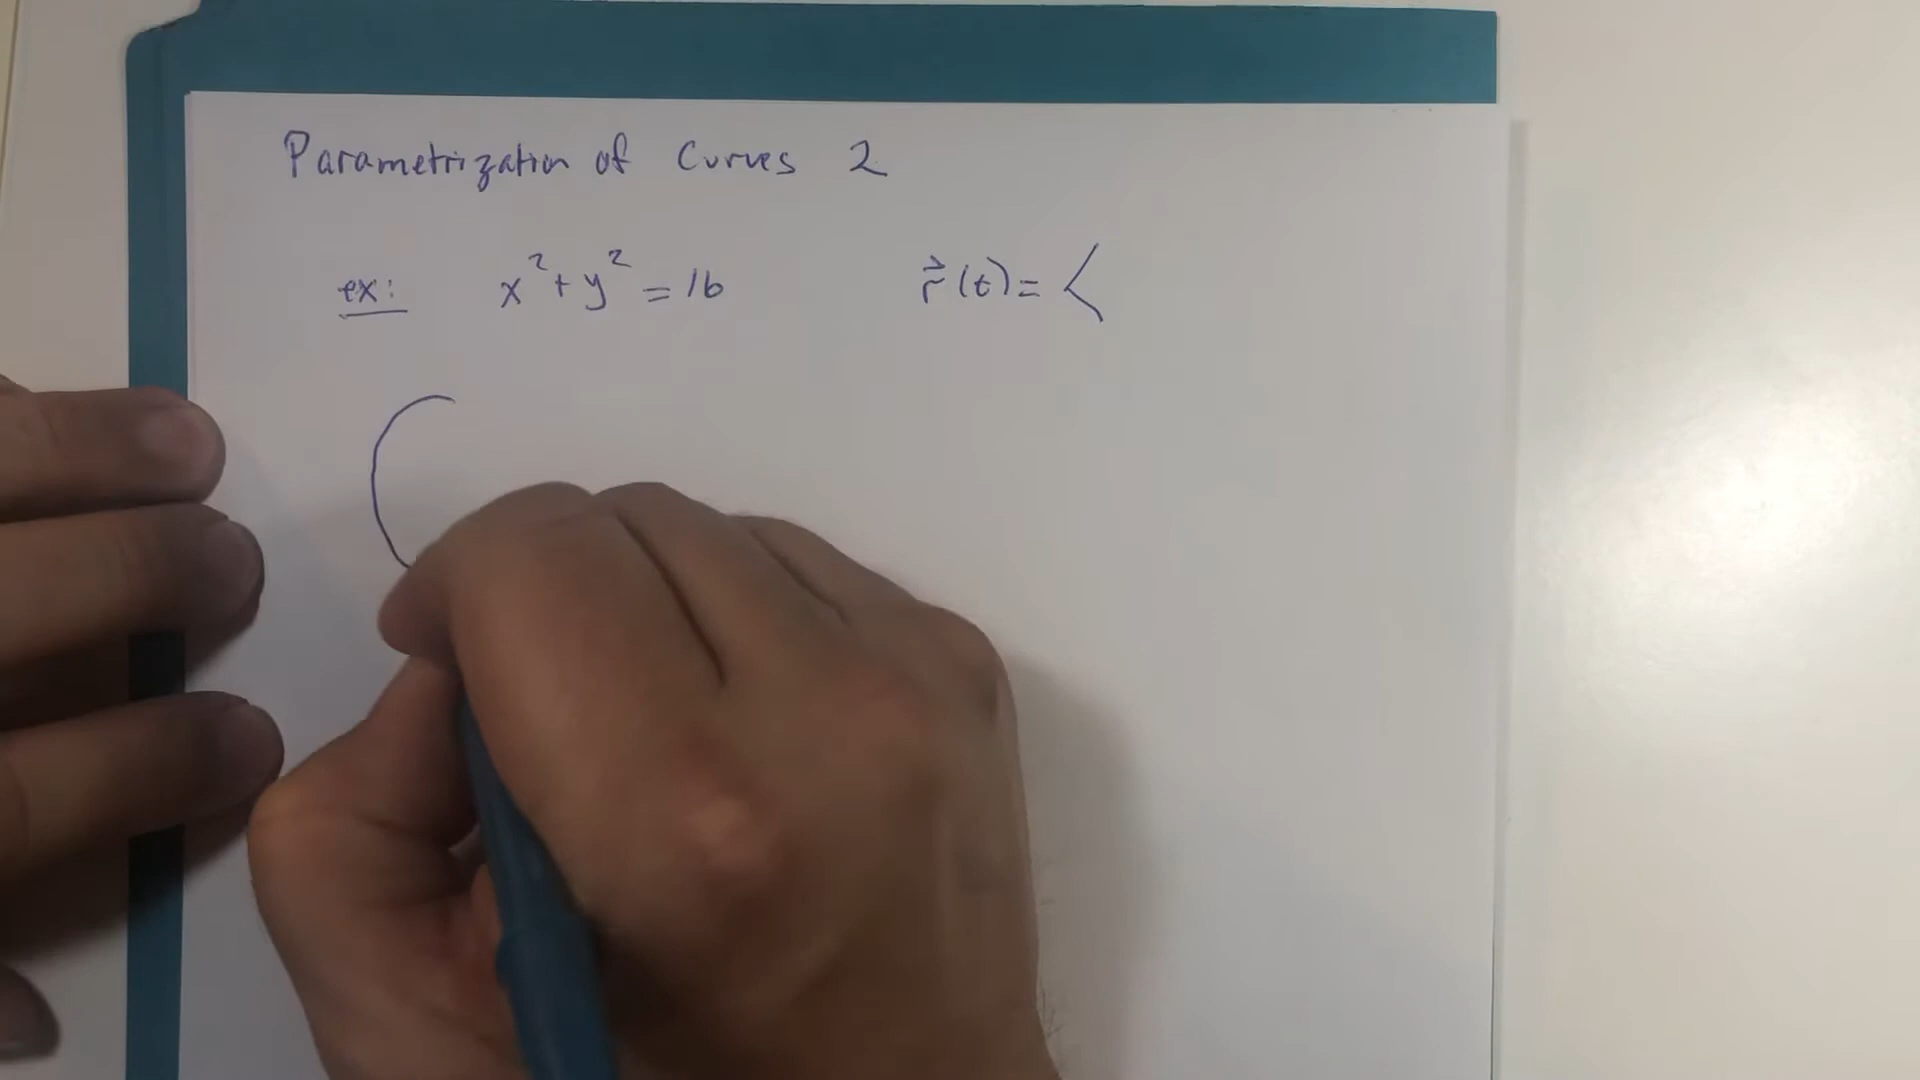 Parametrization of Curves 2
ex: x² + y² = 16 r⃗(t) = <